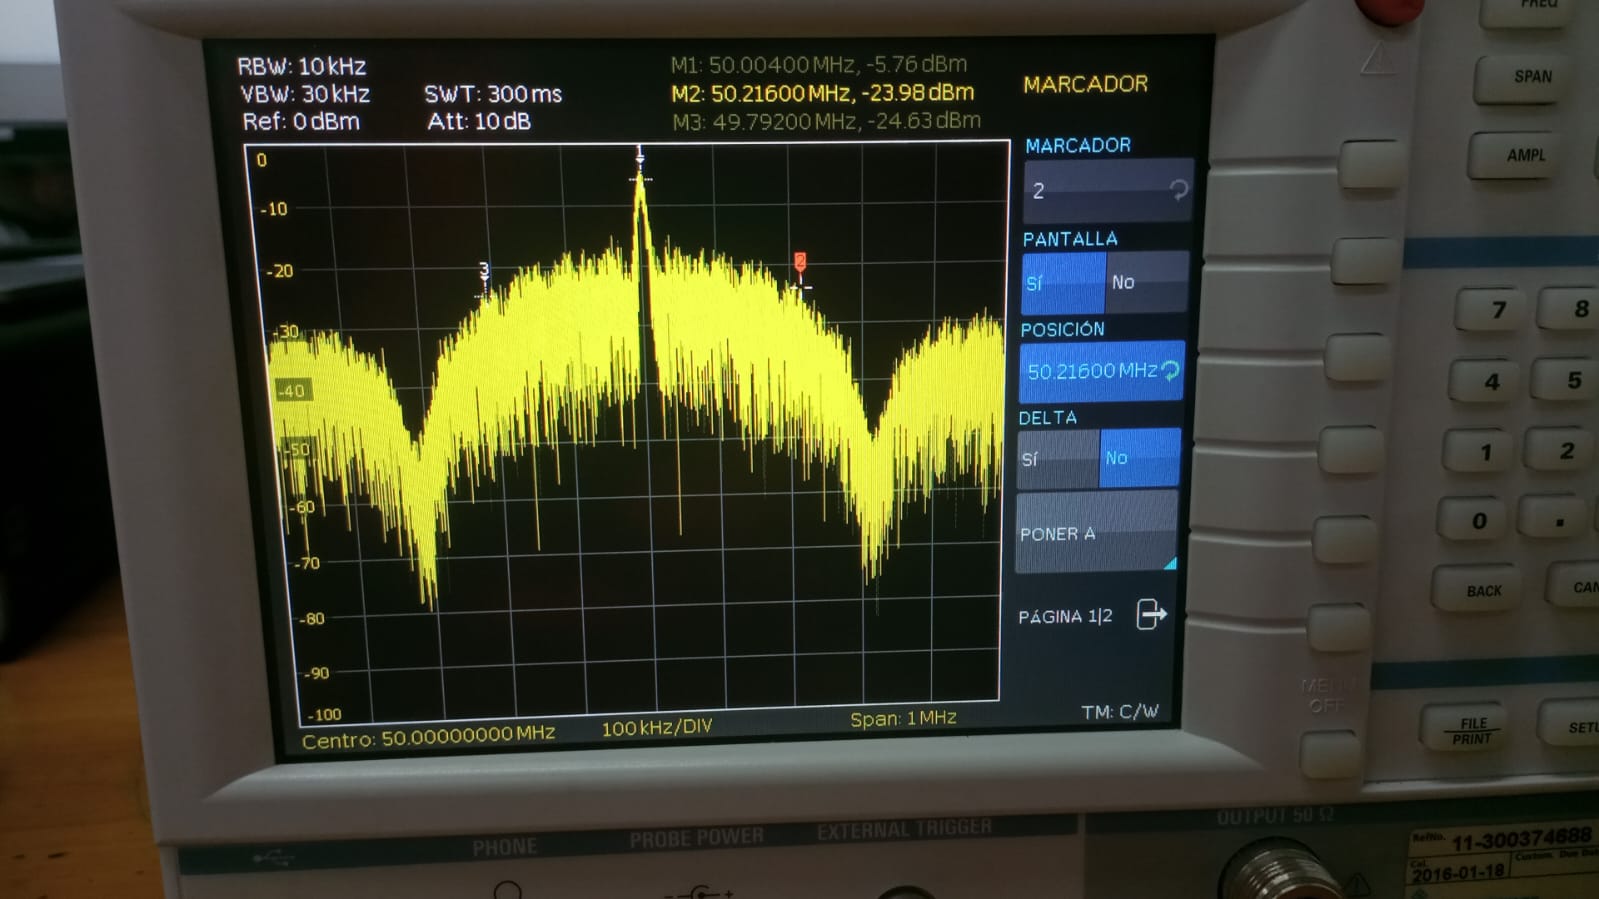 RBW: 10 kHz
VBW: 30 kHz SWT: 300 ms
Ref: 0 dBm Att: 10 dB
M1: 50.00400 MHz, -5.76 dBm
M2: 50.21600 MHz, -23.98 dBm
M3: 49.79200 MHz, -24.63 dBm
MARCADOR
0
-10
-20
-30
-40
-50
-60
-70
-80
-90
-100
1
3
2
Centro: 50.00000000 MHz 100 kHz/DIV Span: 1 MHz
MARCADOR
2
PANTALLA
Sí No
POSICIÓN
50.21600 MHz
DELTA
Sí No
PONER A
PÁGINA 1|2
TM: C/W
FREQ
SPAN
AMPL
7 8
4 5
1 2
0 .
BACK
MENU
OFF
FILE
PRINT
PHONE PROBE POWER EXTERNAL TRIGGER OUTPUT 50 Ω
RefNo. 11-300374688
Cal. 2016-01-18